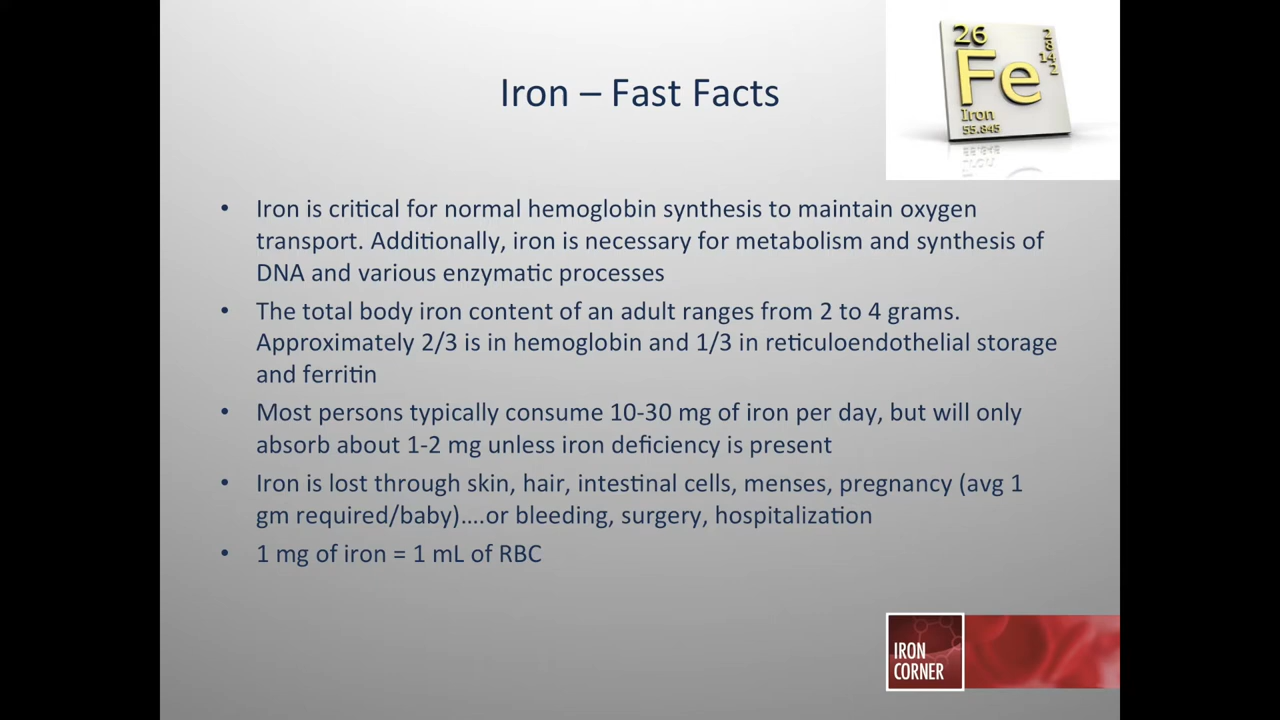 26
2
8
14
2
Fe
Iron
55.845
Iron – Fast Facts
• Iron is critical for normal hemoglobin synthesis to maintain oxygen
transport. Additionally, iron is necessary for metabolism and synthesis of
DNA and various enzymatic processes
• The total body iron content of an adult ranges from 2 to 4 grams.
Approximately 2/3 is in hemoglobin and 1/3 in reticuloendothelial storage
and ferritin
• Most persons typically consume 10-30 mg of iron per day, but will only
absorb about 1-2 mg unless iron deficiency is present
• Iron is lost through skin, hair, intestinal cells, menses, pregnancy (avg 1
gm required/baby)....or bleeding, surgery, hospitalization
• 1 mg of iron = 1 mL of RBC
IRON
CORNER